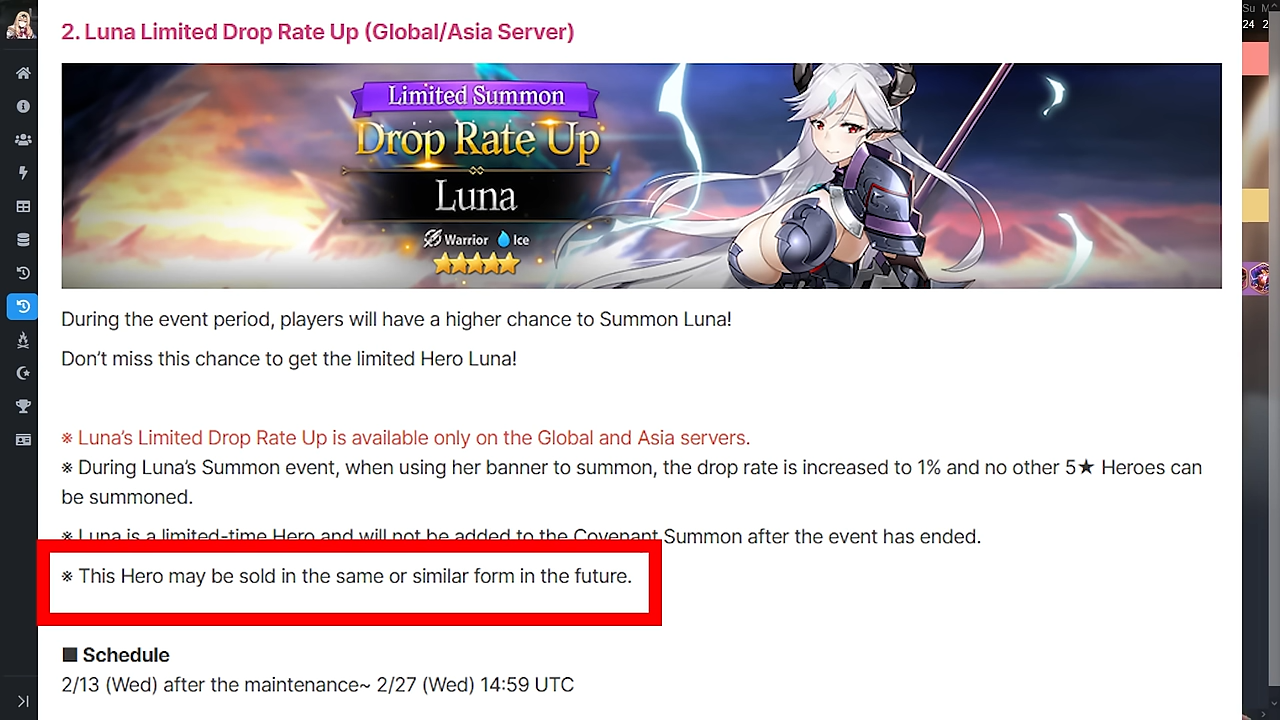 2. Luna Limited Drop Rate Up (Global/Asia Server)
Limited Summon
Drop Rate Up
Luna
Warrior Ice
During the event period, players will have a higher chance to Summon Luna!
Don’t miss this chance to get the limited Hero Luna!
※ Luna’s Limited Drop Rate Up is available only on the Global and Asia servers.
※ During Luna’s Summon event, when using her banner to summon, the drop rate is increased to 1% and no other 5★ Heroes can
be summoned.
※ Luna is a limited-time Hero and will not be added to the Covenant Summon after the event has ended.
※ This Hero may be sold in the same or similar form in the future.
■ Schedule
2/13 (Wed) after the maintenance~ 2/27 (Wed) 14:59 UTC
Su
24